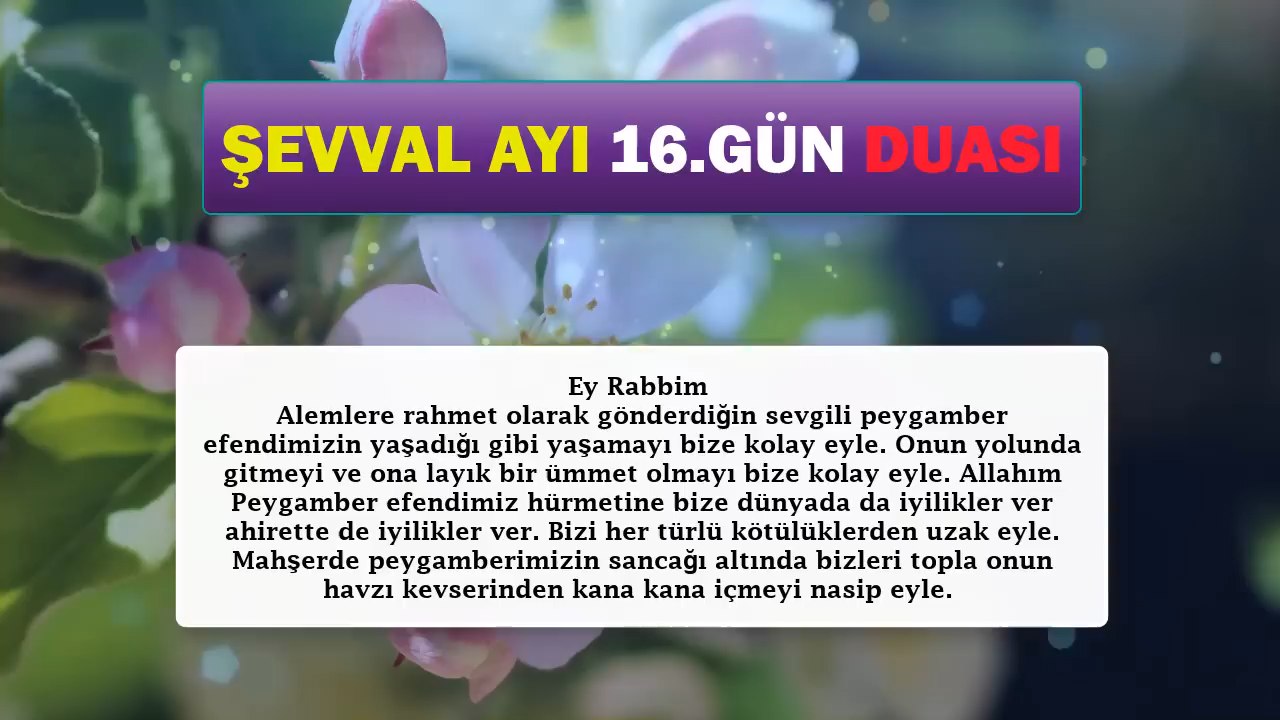 ŞEVVAL AYI 16.GÜN DUASI
Ey Rabbim
Alemlere rahmet olarak gönderdiğin sevgili peygamber
efendimizin yaşadığı gibi yaşamayı bize kolay eyle. Onun yolunda
gitmeyi ve ona layık bir ümmet olmayı bize kolay eyle. Allahım
Peygamber efendimiz hürmetine bize dünyada da iyilikler ver
ahirette de iyilikler ver. Bizi her türlü kötülüklerden uzak eyle.
Mahşerde peygamberimizin sancağı altında bizleri topla onun
havzı kevserinden kana kana içmeyi nasip eyle.